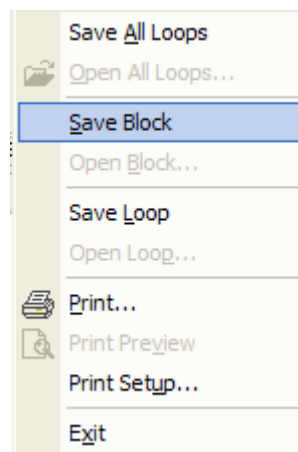 Save All Loops
Open All Loops...
Save Block
Open Block...
Save Loop
Open Loop...
Print...
Print Preview
Print Setup...
Exit